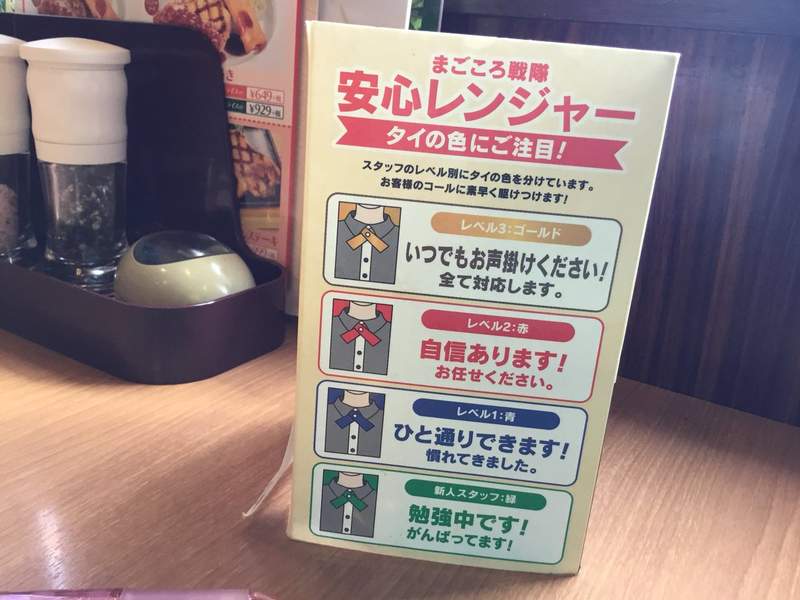 き
¥649
¥929
ステーキ
まごころ戦隊
安心レンジャー
タイの色にご注目!
スタッフのレベル別にタイの色を分けています。
お客様のコールに素早く駆けつけます!
レベル3:ゴールド
いつでもお声掛けください!
全て対応します。
レベル2:赤
自信あります!
お任せください。
レベル1:青
ひと通りできます!
慣れてきました。
新人スタッフ:緑
勉強中です!
がんばってます!